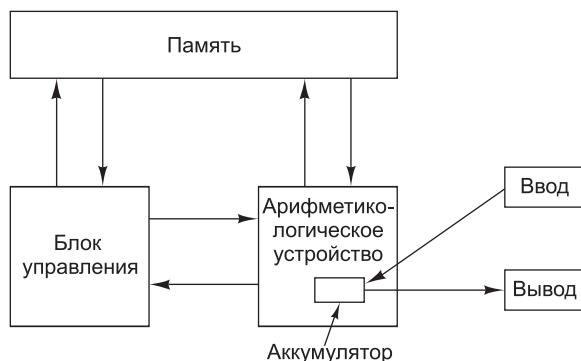 Память
Блок
управления
Арифметико-
логическое
устройство
Ввод
Вывод
Аккумулятор